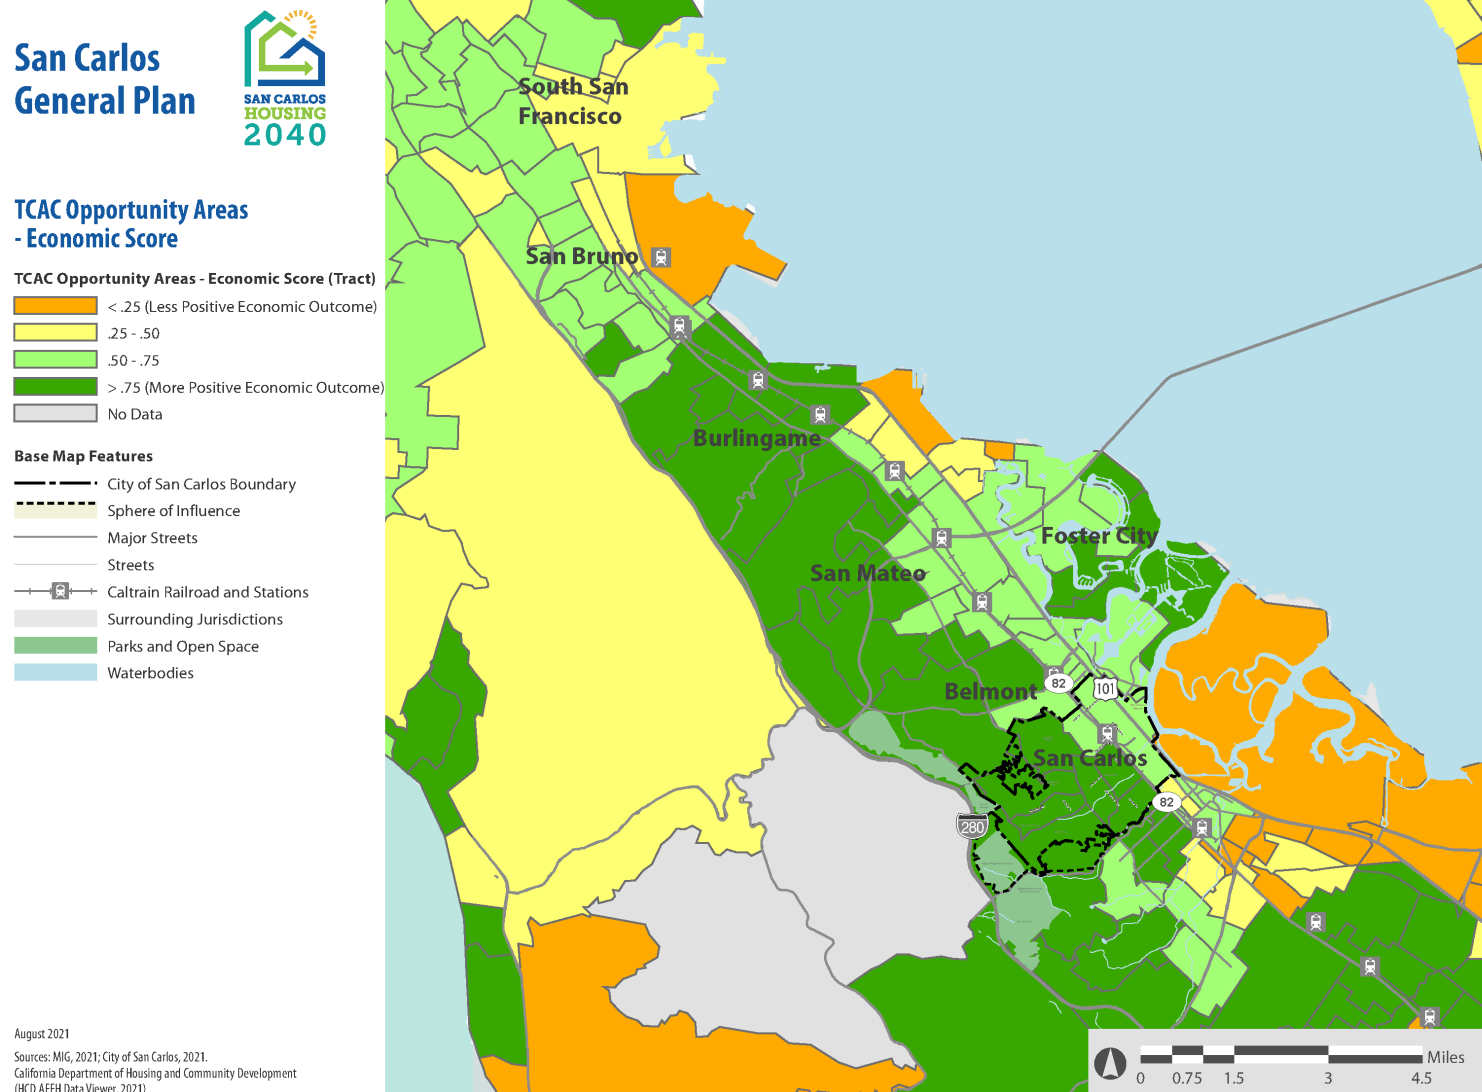 San Carlos
General Plan
SAN CARLOS
HOUSING
2040
TCAC Opportunity Areas
- Economic Score
TCAC Opportunity Areas - Economic Score (Tract)
< .25 (Less Positive Economic Outcome)
.25 - .50
.50 - .75
> .75 (More Positive Economic Outcome)
No Data
Base Map Features
City of San Carlos Boundary
Sphere of Influence
Major Streets
Streets
Caltrain Railroad and Stations
Surrounding Jurisdictions
Parks and Open Space
Waterbodies
August 2021
Sources: MIG, 2021; City of San Carlos, 2021.
California Department of Housing and Community Development
(HCD AFFH Data Viewer, 2021)
South San
Francisco
San Bruno
Burlingame
San Mateo
Foster City
Belmont
82
101
San Carlos
82
280
Miles
0 0.75 1.5 3 4.5